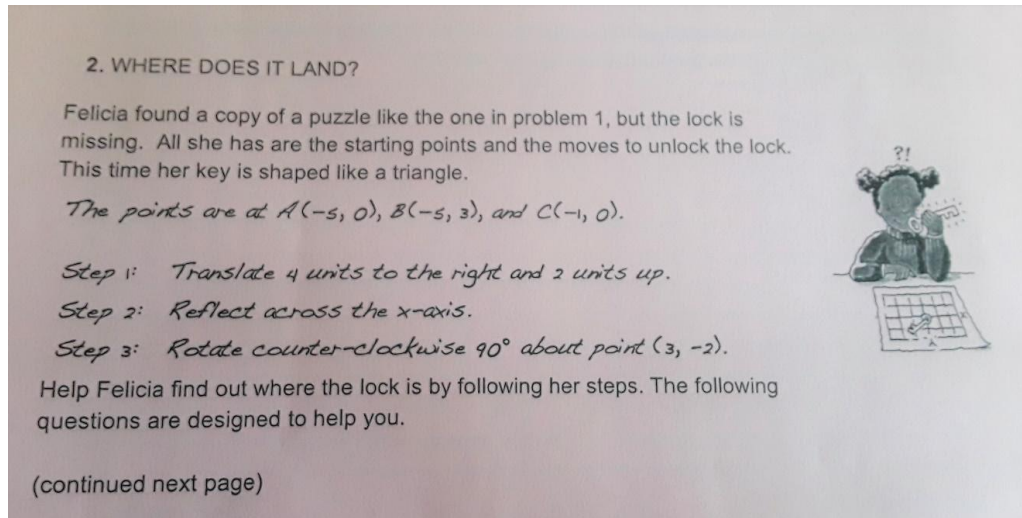 2. WHERE DOES IT LAND?
Felicia found a copy of a puzzle like the one in problem 1, but the lock is
missing. All she has are the starting points and the moves to unlock the lock.
This time her key is shaped like a triangle.
The points are at A(-5, 0), B(-5, 3), and C(-1, 0).
?!
Step 1: Translate 4 units to the right and 2 units up.
Step 2: Reflect across the x-axis.
Step 3: Rotate counter-clockwise 90° about point (3, -2).
Help Felicia find out where the lock is by following her steps. The following
questions are designed to help you.
(continued next page)